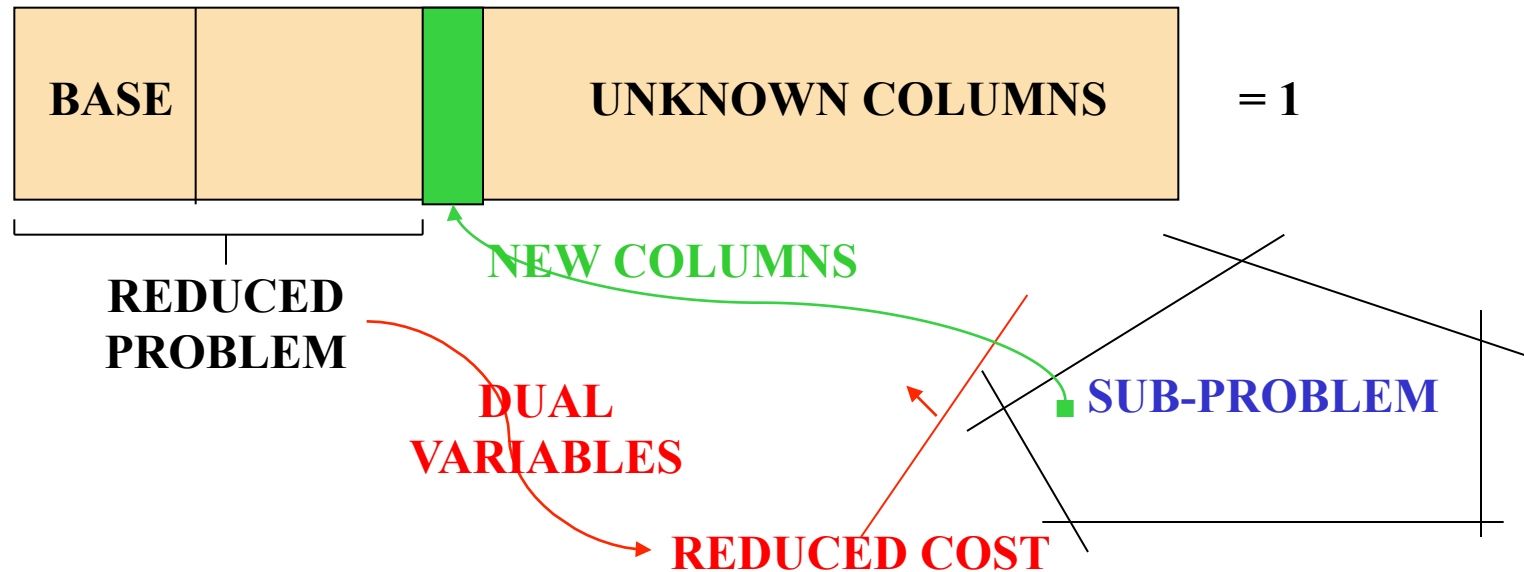 BASE
UNKNOWN COLUMNS
= 1
NEW COLUMNS
REDUCED
PROBLEM
DUAL
VARIABLES
SUB-PROBLEM
REDUCED COST